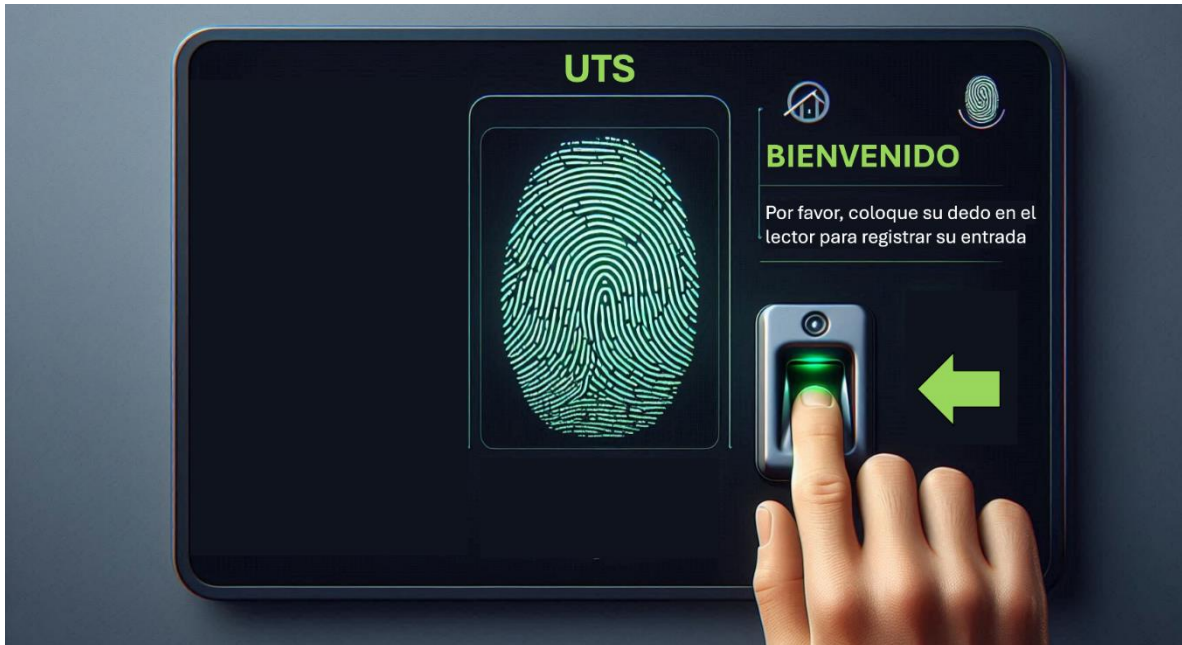 UTS
BIENVENIDO
Por favor, coloque su dedo en el
lector para registrar su entrada